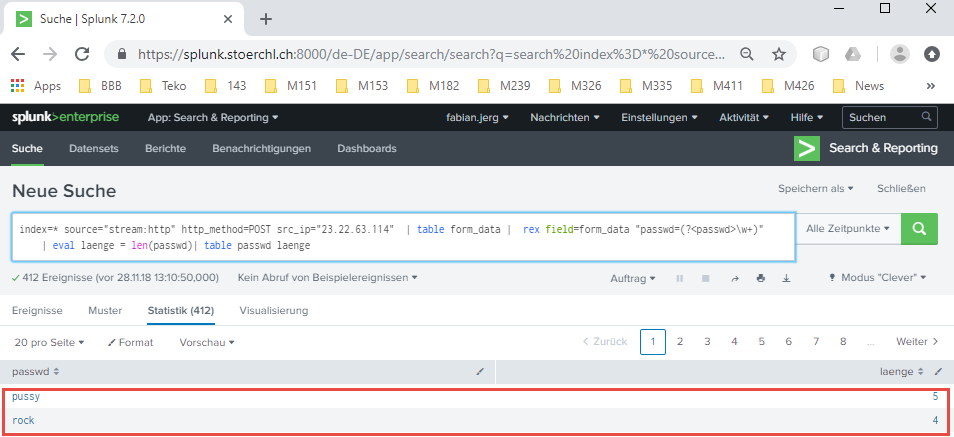 Suche | Splunk 7.2.0
https://splunk.stoerchl.ch:8000/de-DE/app/search/search?q=search%20index%3D*%20source...
Apps BBB Teko 143 M151 M153 M182 M239 M326 M335 M411 M426 News »
splunk>enterprise App: Search & Reporting fabian.jerg Nachrichten Einstellungen Aktivität Hilfe Suchen
Suche Datensets Berichte Benachrichtigungen Dashboards Search & Reporting
Neue Suche Speichern als Schließen
index=* source="stream:http" http_method=POST src_ip="23.22.63.114" | table form_data | rex field=form_data "passwd=(?<passwd>\w+)"
| eval laenge = len(passwd)| table passwd laenge
Alle Zeitpunkte
412 Ereignisse (vor 28.11.18 13:10:50,000) Kein Abruf von Beispielereignissen Auftrag Modus "Clever"
Ereignisse Muster Statistik (412) Visualisierung
20 pro Seite Format Vorschau < Zurück 1 2 3 4 5 6 7 8 ... Weiter >
passwd laenge
pussy 5
rock 4